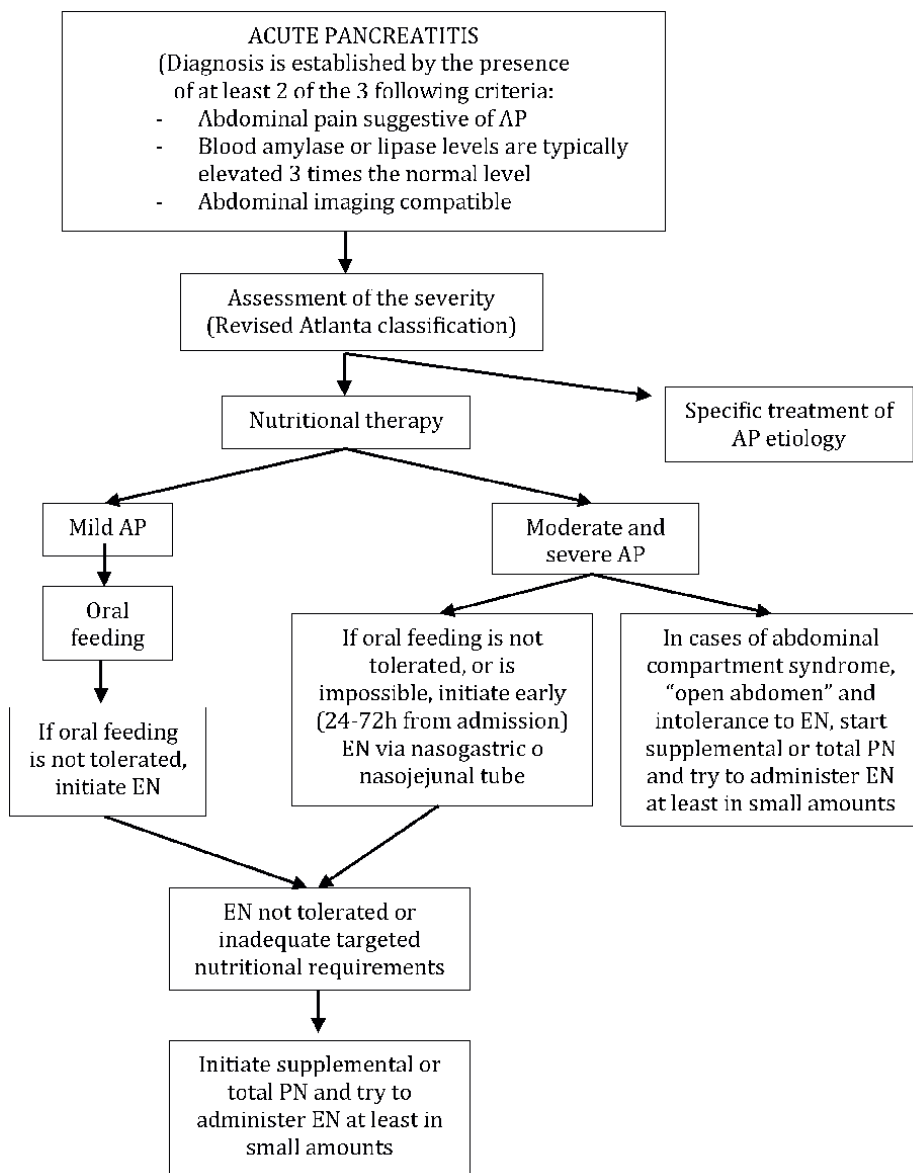 ACUTE PANCREATITIS
(Diagnosis is established by the presence
of at least 2 of the 3 following criteria:
- Abdominal pain suggestive of AP
- Blood amylase or lipase levels are typically
elevated 3 times the normal level
- Abdominal imaging compatible
Assessment of the severity
(Revised Atlanta classification)
Nutritional therapy
Specific treatment of
AP etiology
Mild AP
Moderate and
severe AP
Oral
feeding
If oral feeding is not
tolerated, or is
impossible, initiate early
(24-72h from admission)
EN via nasogastric o
nasojejunal tube
In cases of abdominal
compartment syndrome,
“open abdomen” and
intolerance to EN, start
supplemental or total PN
and try to administer EN
at least in small amounts
If oral feeding
is not tolerated,
initiate EN
EN not tolerated or
inadequate targeted
nutritional requirements
Initiate supplemental or
total PN and try to
administer EN at least in
small amounts